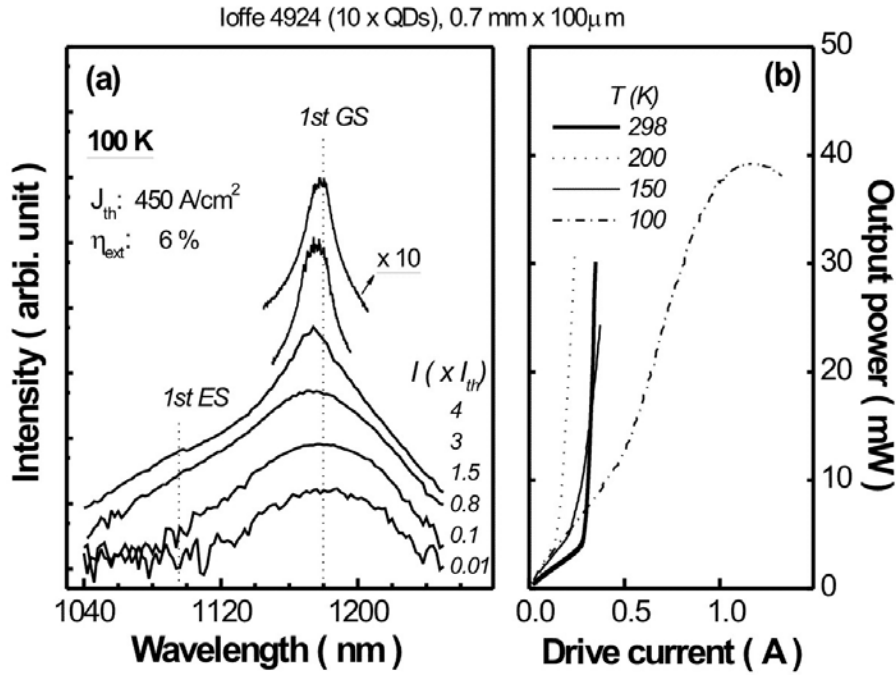 Ioffe 4924 (10 x QDs), 0.7 mm x 100μm
(a)
1st GS
100 K
J_th: 450 A/cm²
η_ext: 6 %
x 10
1st ES
I ( x I_th)
4
3
1.5
0.8
0.1
0.01
Intensity ( arbi. unit )
1040
1120
1200
Wavelength ( nm )
(b)
T (K)
298
200
150
100
50
40
30
20
10
0
Output power ( mW )
0.0
0.5
1.0
Drive current ( A )